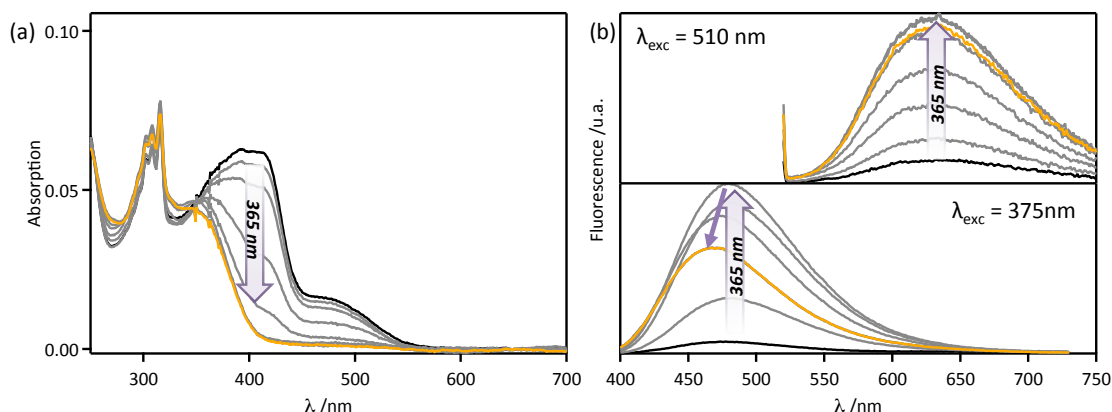 (a)
0.10
0.05
0.00
Absorption
365 nm
300
400
500
600
700
λ /nm
(b)
λexc = 510 nm
365 nm
Fluorescence /u.a.
λexc = 375nm
365 nm
400
450
500
550
600
650
700
750
λ /nm